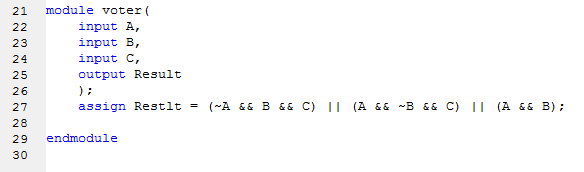 21 module voter(
22 input A,
23 input B,
24 input C,
25 output Result
26 );
27 assign Restlt = (~A && B && C) || (A && ~B && C) || (A && B);
28
29 endmodule
30